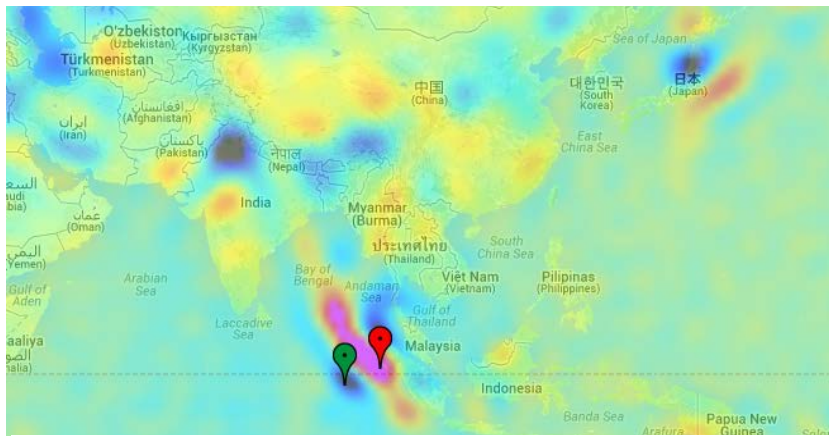 O'zbekiston
(Uzbekistan)
Кыргызстан
(Kyrgyzstan)
Türkmenistan
(Turkmenistan)
افغانستان
(Afghanistan)
ایران
(Iran)
پاکستان
(Pakistan)
नेपाल
(Nepal)
中国
(China)
대한민국
(South
Korea)
Sea of Japan
日本
(Japan)
East
China Sea
India
Myanmar
(Burma)
ประเทศไทย
(Thailand)
Việt Nam
(Vietnam)
South
China Sea
Pilipinas
(Philippines)
عُمان
(Oman)
اليمن
Yemen)
Gulf of
Aden
Arabian
Sea
Bay of
Bengal
Andaman
Sea
Gulf of
Thailand
Laccadive
Sea
Malaysia
Indonesia
Banda Sea
Papua New
Guinea
Arafura
aaliya